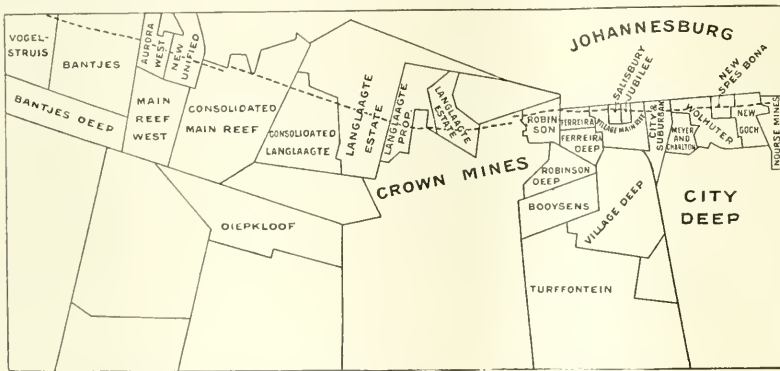 JOHANNESBURG
VOGEL-
STRUIS
BANTJES
AURORA
WEST
NEW
UNIFIED
BANTJES DEEP
MAIN
REEF
WEST
CONSOLIDATED
MAIN REEF
CONSOLIDATED
LANGLAAGTE
LANGLAAGTE
ESTATE
LANGLAAGTE
PROP.
LANGLAAGTE
ESTATE
CROWN MINES
ROBIN
SON
FERREIRA
FERREIRA
DEEP
VILLAGE MAIN REEF
SALISBURY
JUBILEE
CITY &
SUBURBAN
MEYER
AND
CHARLTON
WOLHUTER
NEW
SPES BONA
NEW
GOCH
NOURSE MINES
ROBINSON
DEEP
BOOYSENS
VILLAGE DEEP
CITY
DEEP
DIEPKLOOF
TURFFONTEIN